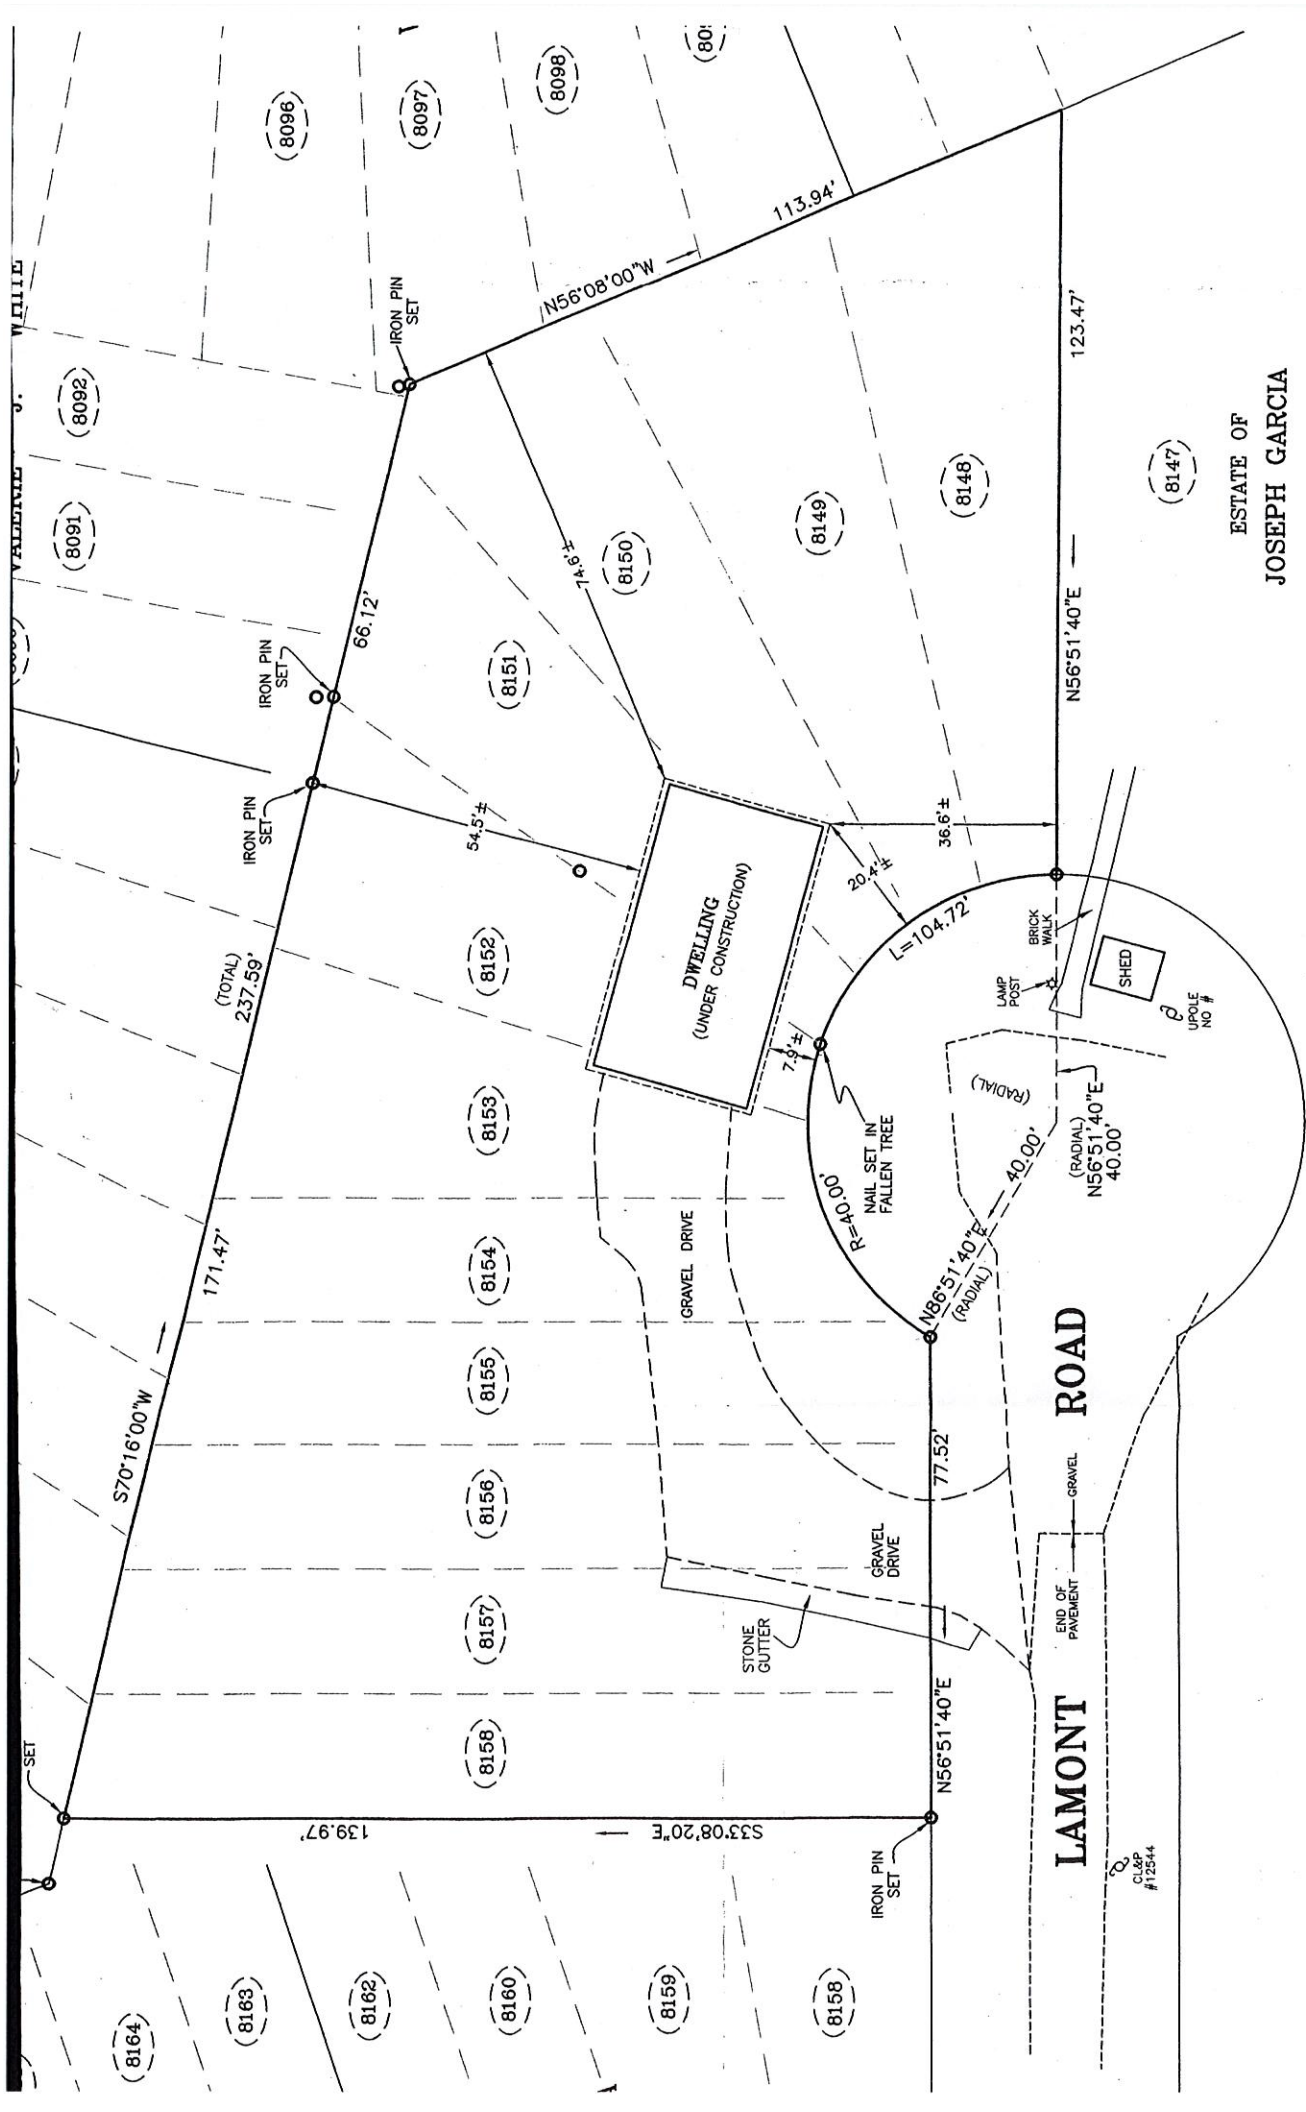 VALERIE J. WHITE
8091
8092
8096
8097
8098
IRON PIN
SET
66.12'
N56°08'00"W
113.94'
IRON PIN
SET
IRON PIN
SET
8151
74.6'±
8150
8149
8148
123.47'
N56°51'40"E
8147
ESTATE OF
JOSEPH GARCIA
54.5'±
8152
(TOTAL)
237.59'
DWELLING
(UNDER CONSTRUCTION)
20.4'±
36.6'±
7.9'±
L=104.72'
BRICK
WALK
LAMP
POST
SHED
UPOLE
NO #
(RADIAL)
NAIL SET IN
FALLEN TREE
R=40.00'
40.00'
N86°51'40"E
(RADIAL)
(RADIAL)
N56°51'40"E
40.00'
S70°16'00"W
171.47'
8153
8154
8155
8156
8157
8158
GRAVEL DRIVE
GRAVEL
DRIVE
STONE
GUTTER
77.52'
N56°51'40"E
END OF
PAVEMENT
GRAVEL
LAMONT ROAD
SET
139.97'
S33°08'20"E
IRON PIN
SET
CL&P
#12544
8164
8163
8162
8160
8159
8158